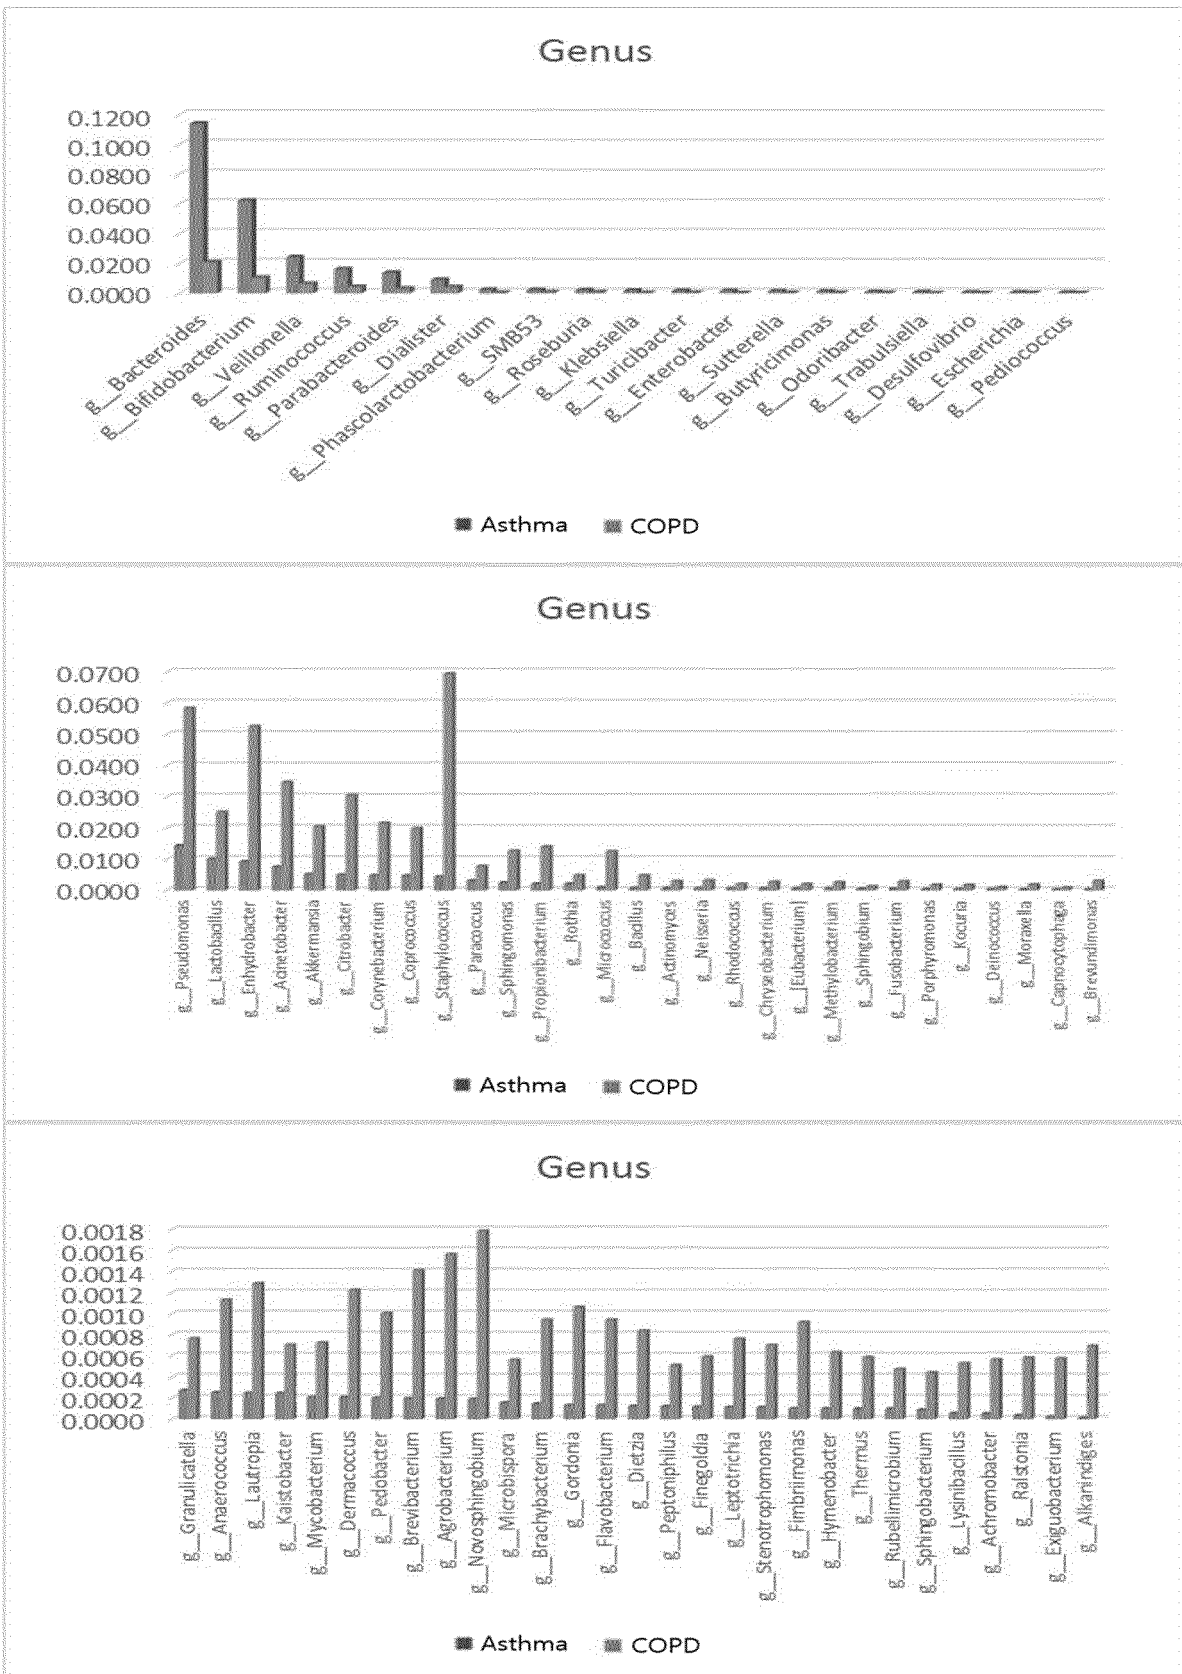 Genus
0.1200
0.1000
0.0800
0.0600
0.0400
0.0200
0.0000
g__Bacteroides
g__Bifidobacterium
g__Veillonella
g__Ruminococcus
g__Parabacteroides
g__Dialister
g__Phascolarctobacterium
g__SMB53
g__Roseburia
g__Klebsiella
g__Turicibacter
g__Enterobacter
g__Sutterella
g__Butyricimonas
g__Odoribacter
g__Trabulsiella
g__Desulfovibrio
g__Escherichia
g__Pediococcus
Asthma COPD
Genus
0.0700
0.0600
0.0500
0.0400
0.0300
0.0200
0.0100
0.0000
g__Pseudomonas
g__Lactobacillus
g__Enhydrobacter
g__Acinetobacter
g__Akkermansia
g__Citrobacter
g__Corynebacterium
g__Coprococcus
g__Staphylococcus
g__Paracoccus
g__Sphingomonas
g__Propionibacterium
g__Rothia
g__Micrococcus
g__Bacillus
g__Actinomyces
g__Neisseria
g__Rhodococcus
g__Chryseobacterium
g__[Eubacterium]
g__Methylobacterium
g__Sphingobium
g__Fusobacterium
g__Porphyromonas
g__Kocuria
g__Deinococcus
g__Moraxella
g__Capnocytophaga
g__Brevundimonas
Asthma COPD
Genus
0.0018
0.0016
0.0014
0.0012
0.0010
0.0008
0.0006
0.0004
0.0002
0.0000
g__Granulicatella
g__Anaerococcus
g__Lautropia
g__Kaistobacter
g__Mycobacterium
g__Dermacoccus
g__Pedobacter
g__Brevibacterium
g__Agrobacterium
g__Novosphingobium
g__Microbispora
g__Brachybacterium
g__Gordonia
g__Flavobacterium
g__Dietzia
g__Peptoniphilus
g__Finegoldia
g__Leptotrichia
g__Stenotrophomonas
g__Fimbriimonas
g__Hymenobacter
g__Thermus
g__Rubellimicrobium
g__Sphingobacterium
g__Lysinibacillus
g__Achromobacter
g__Ralstonia
g__Exiguobacterium
g__Alkanindiges
Asthma COPD